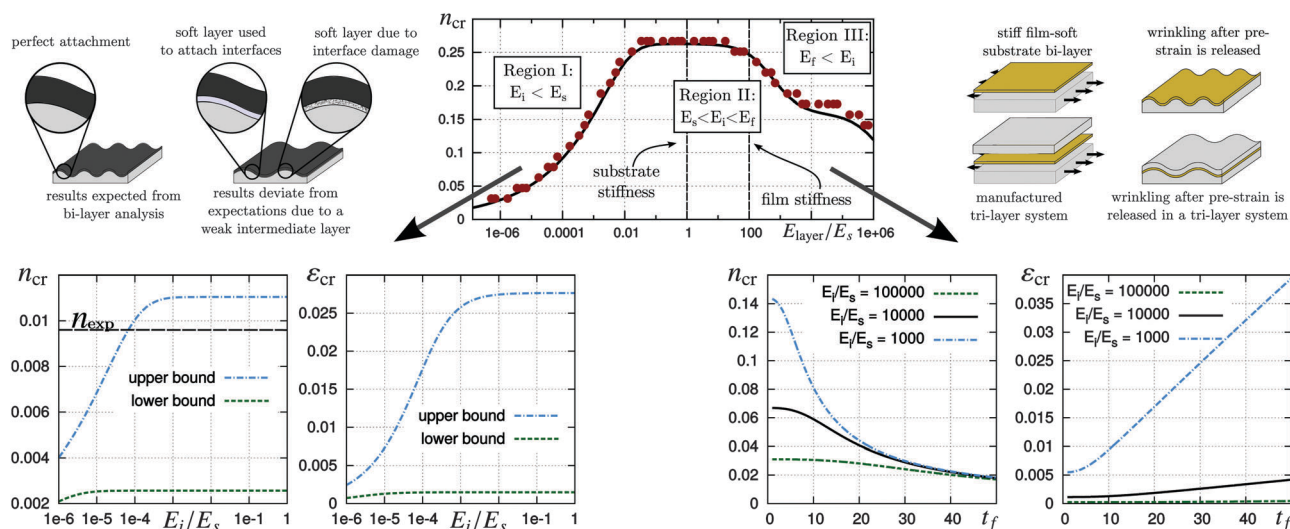 perfect attachment
soft layer used
to attach interfaces
soft layer due to
interface damage
results expected from
bi-layer analysis
results deviate from
expectations due to a
weak intermediate layer
n_cr
0.25
0.2
0.15
0.1
0.05
0
Region I:
E_i < E_s
Region II:
E_s<E_i<E_f
Region III:
E_f < E_i
substrate
stiffness
film stiffness
1e-06 0.0001 0.01 1 100 1e+06
E_layer/E_s
stiff film-soft
substrate bi-layer
wrinkling after pre-
strain is released
manufactured
tri-layer system
wrinkling after pre-strain is
released in a tri-layer system
n_cr
0.01
0.008
0.006
0.004
0.002
n_exp
upper bound
lower bound
1e-6 1e-5 1e-4 1e-3 1e-1 1
E_i/E_s
ε_cr
0.025
0.02
0.015
0.01
0.005
0
upper bound
lower bound
1e-6 1e-5 1e-4 1e-3 1e-1 1
E_i/E_s
n_cr
0.14
0.12
0.1
0.08
0.06
0.04
0.02
0
E_i/E_s = 100000
E_i/E_s = 10000
E_i/E_s = 1000
0 10 20 30 40
t_f
ε_cr
0.035
0.03
0.025
0.02
0.015
0.01
0.005
0
E_i/E_s = 100000
E_i/E_s = 10000
E_i/E_s = 1000
0 10 20 30 40
t_f